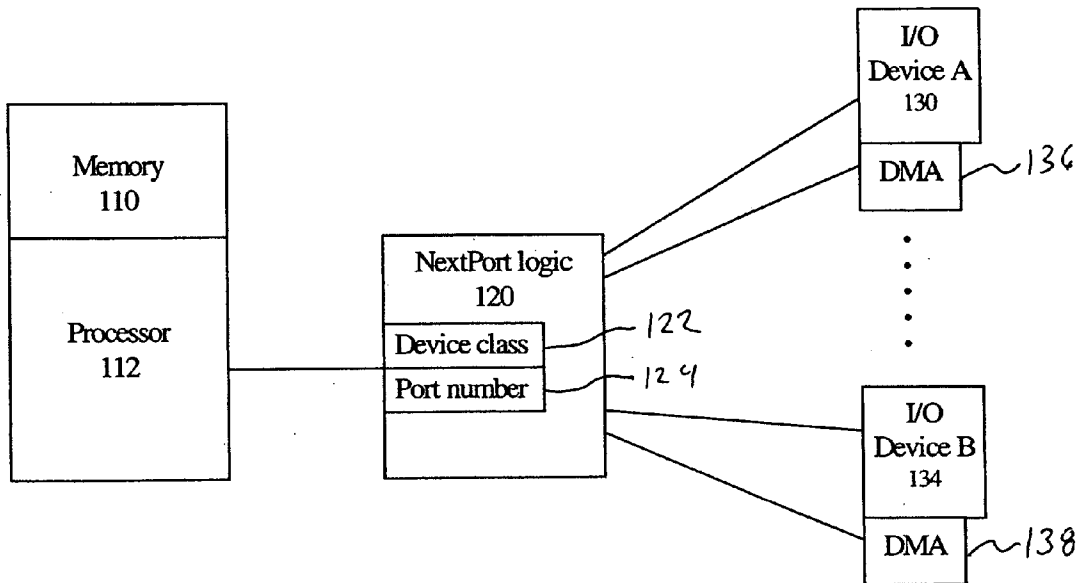 Memory
110
Processor
112
NextPort logic
120
Device class
122
Port number
124
I/O
Device A
130
DMA
136
I/O
Device B
134
DMA
138